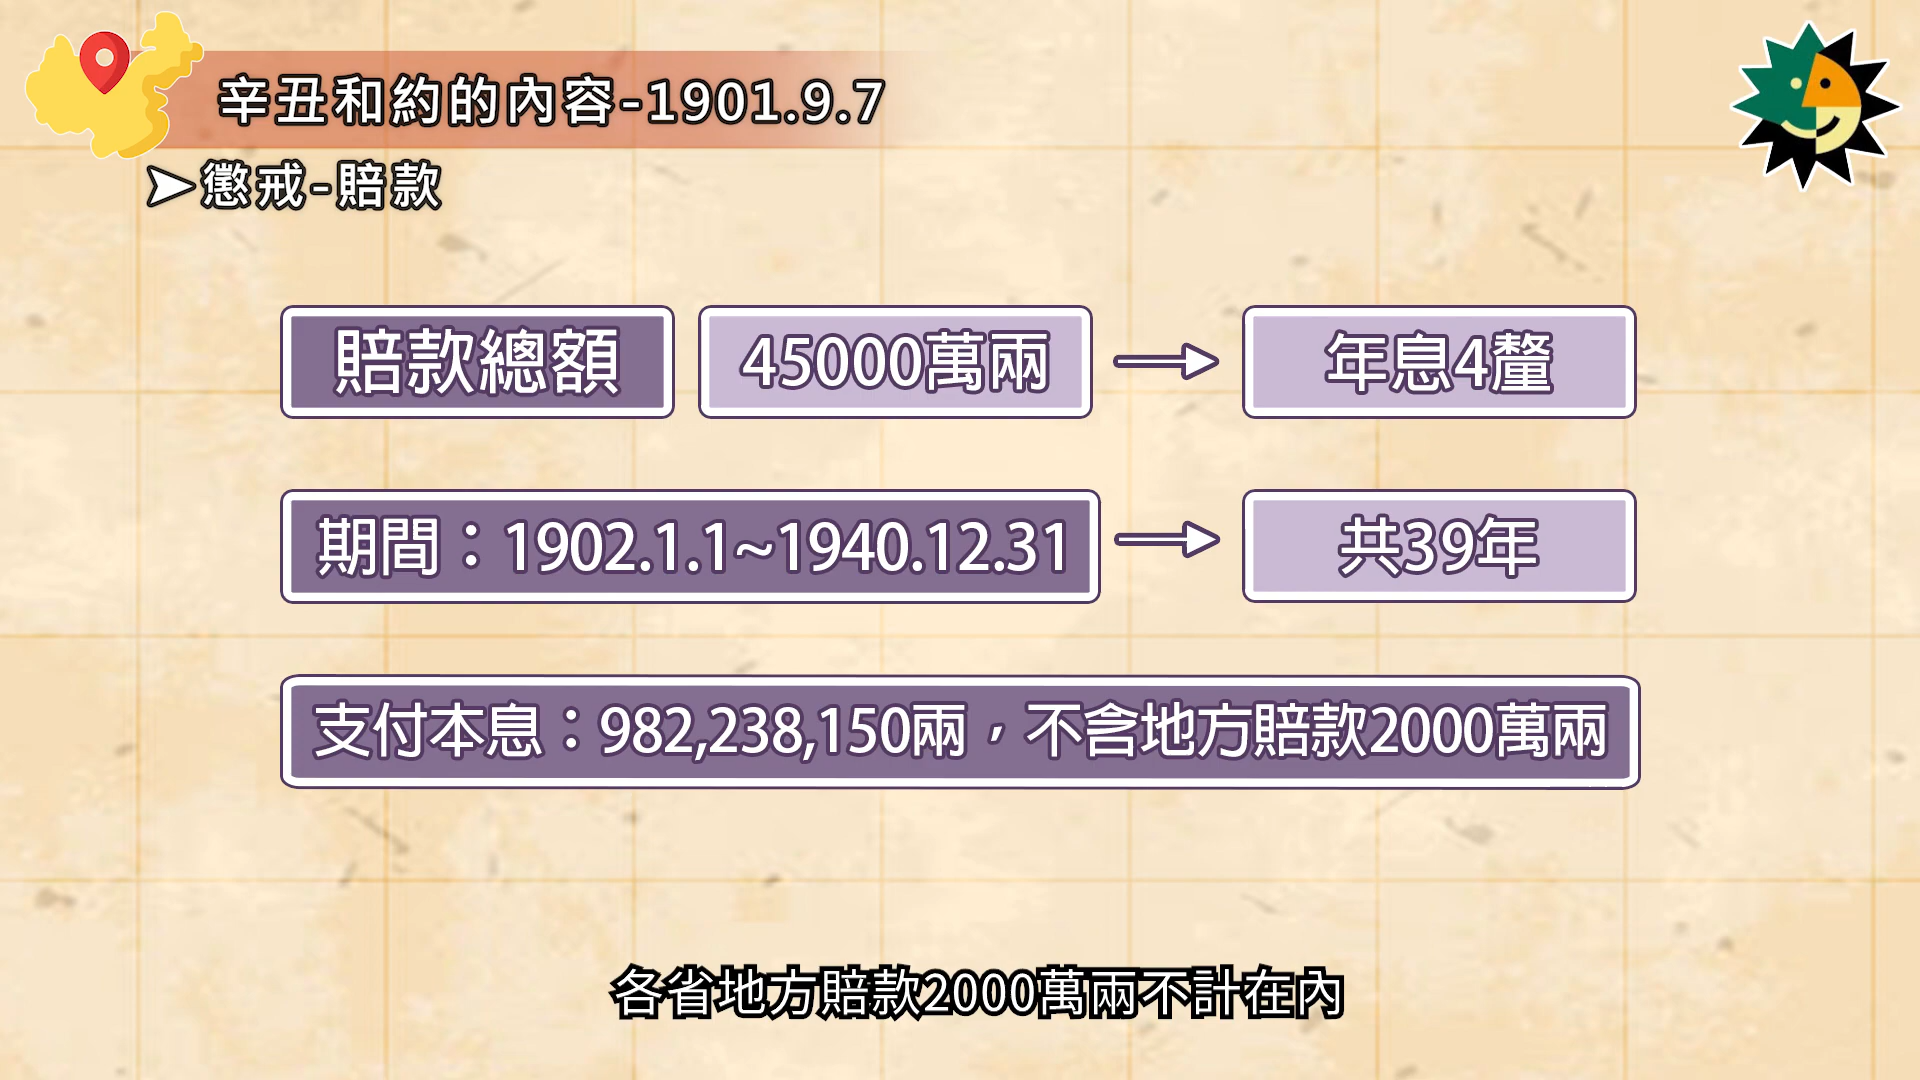 辛丑和約的內容-1901.9.7
➤懲戒-賠款
賠款總額 45000萬兩 → 年息4釐
期間：1902.1.1~1940.12.31 → 共39年
支付本息：982,238,150兩，不含地方賠款2000萬兩
各省地方賠款2000萬兩不計在內